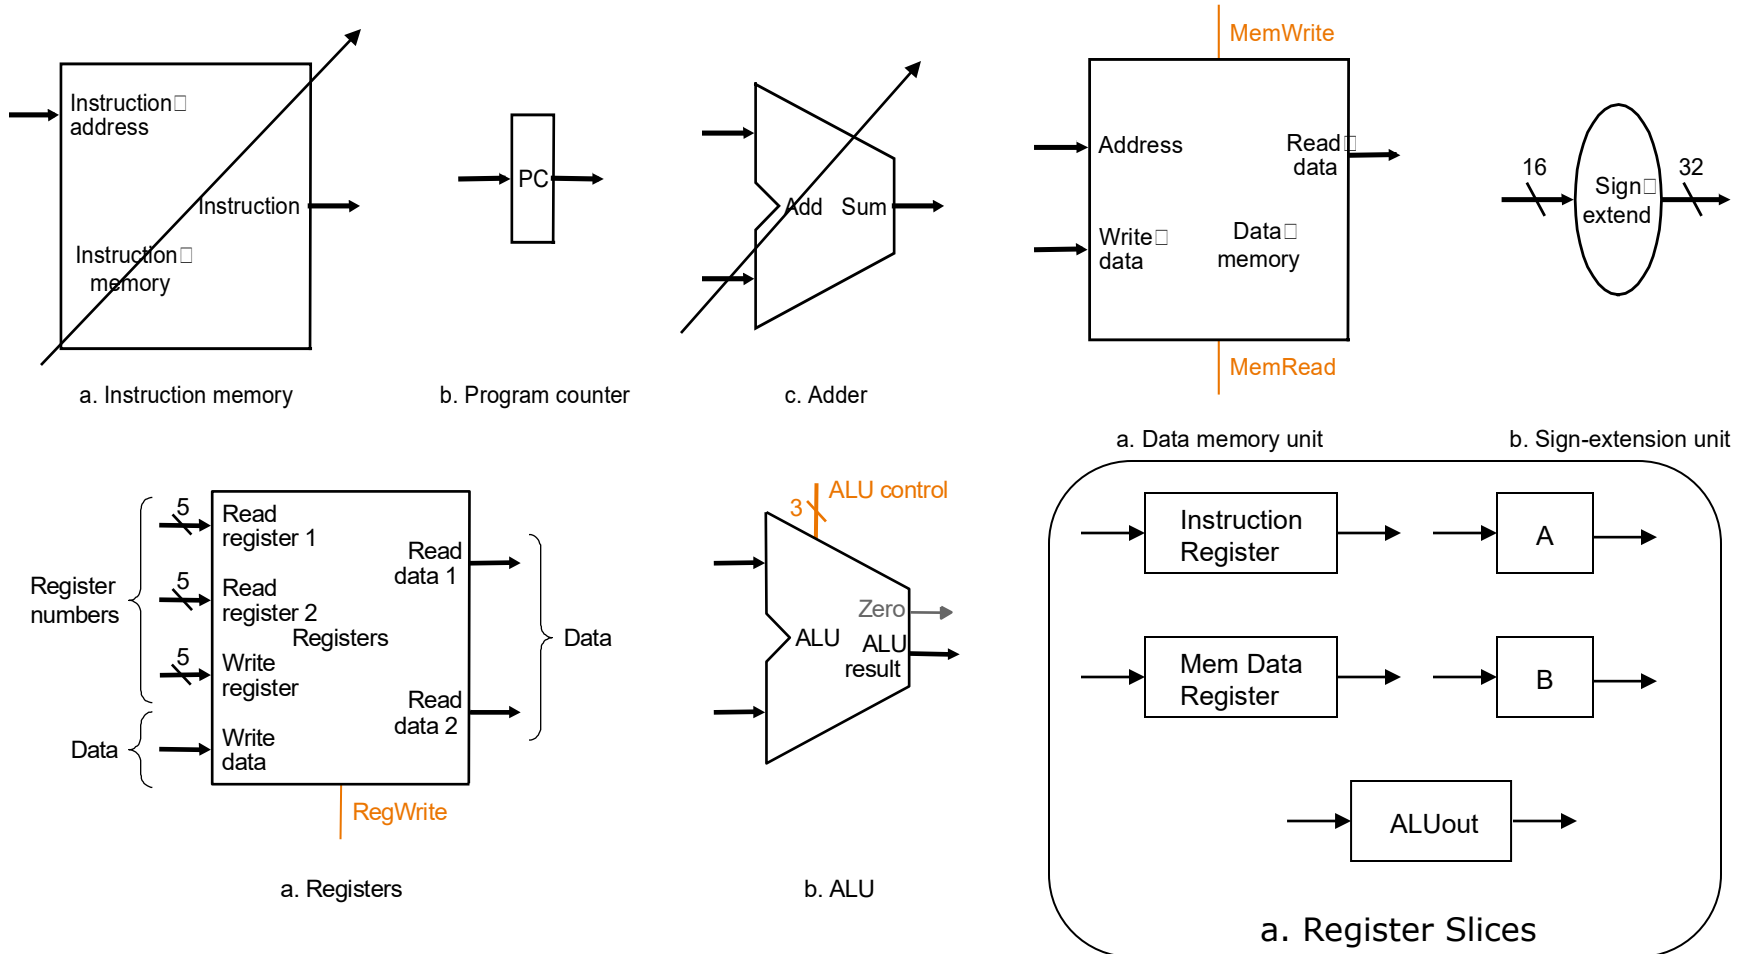 Instruction
address
Instruction
Instruction
memory
a. Instruction memory
PC
b. Program counter
Add Sum
c. Adder
MemWrite
Address
Read
data
Write
data
Data
memory
MemRead
a. Data memory unit
16
32
Sign
extend
b. Sign-extension unit
Register
numbers
Data
5
5
5
Read
register 1
Read
register 2
Registers
Write
register
Write
data
Read
data 1
Read
data 2
Data
RegWrite
a. Registers
ALU control
3
Zero
ALU
ALU
result
b. ALU
Instruction
Register
A
Mem Data
Register
B
ALUout
a. Register Slices